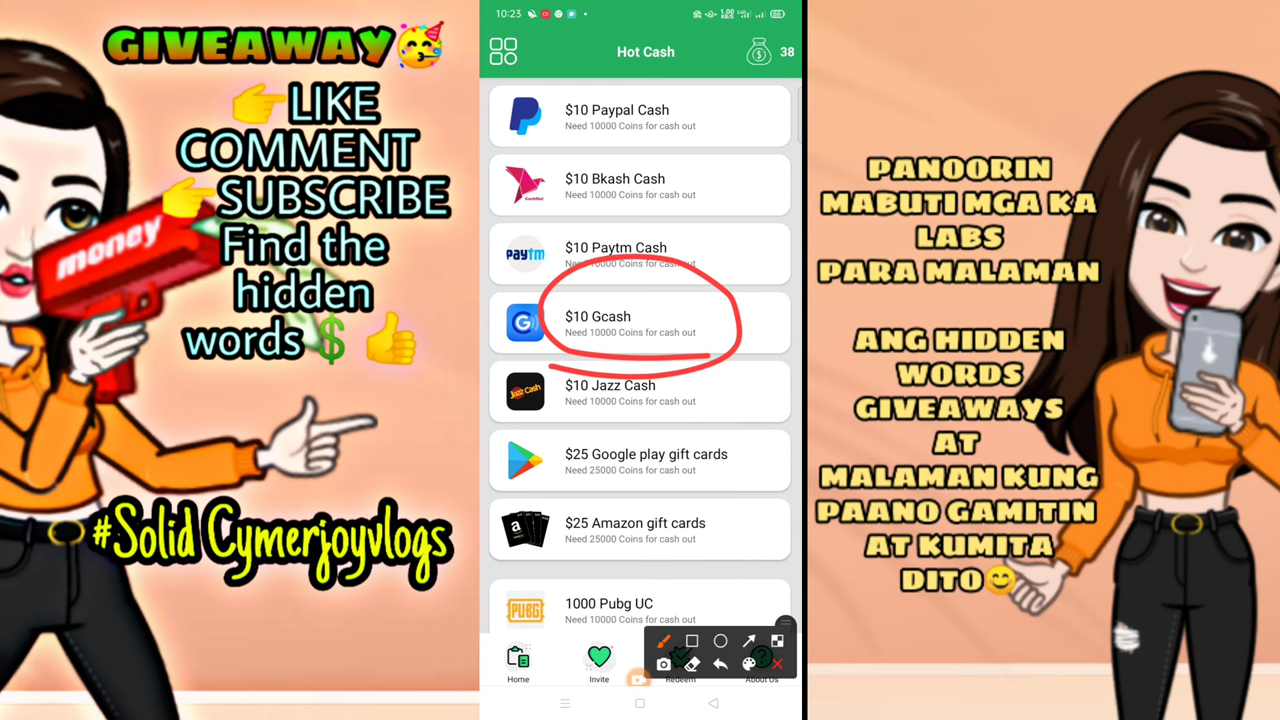 GIVEAWAY🥳
👉LIKE
COMMENT
👉SUBSCRIBE
Find the
hidden
words💲👍
money
#Solid Cymerjoyvlogs
10:23
Hot Cash
38
$10 Paypal Cash
Need 10000 Coins for cash out
$10 Bkash Cash
Need 10000 Coins for cash out
CashOut
$10 Paytm Cash
Need 10000 Coins for cash out
paytm
$10 Gcash
Need 10000 Coins for cash out
G
$10 Jazz Cash
Need 10000 Coins for cash out
Jazz Cash
$25 Google play gift cards
Need 25000 Coins for cash out
$25 Amazon gift cards
Need 25000 Coins for cash out
a
1000 Pubg UC
Need 10000 Coins for cash out
PUBG
Home
Invite
Redeem
About Us
PANOORIN
MABUTI MGA KA
LABS
PARA MALAMAN
ANG HIDDEN
WORDS
GIVEAWAYS
AT
MALAMAN KUNG
PAANO GAMITIN
AT KUMITA
DITO😊